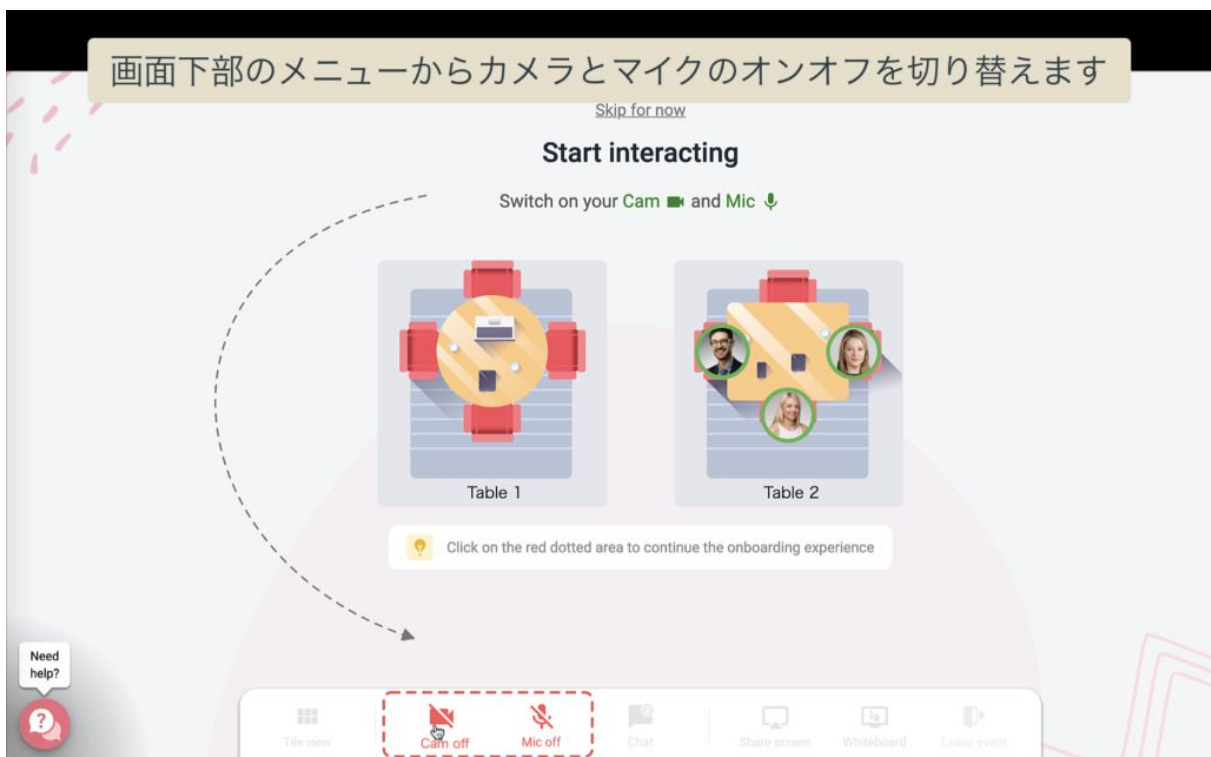 画面下部のメニューからカメラとマイクのオンオフを切り替えます
Skip for now
Start interacting
Switch on your Cam and Mic
Table 1
Table 2
Click on the red dotted area to continue the onboarding experience
Need
help?
Tile view
Cam off
Mic off
Chat
Share screen
Whiteboard
Leave event